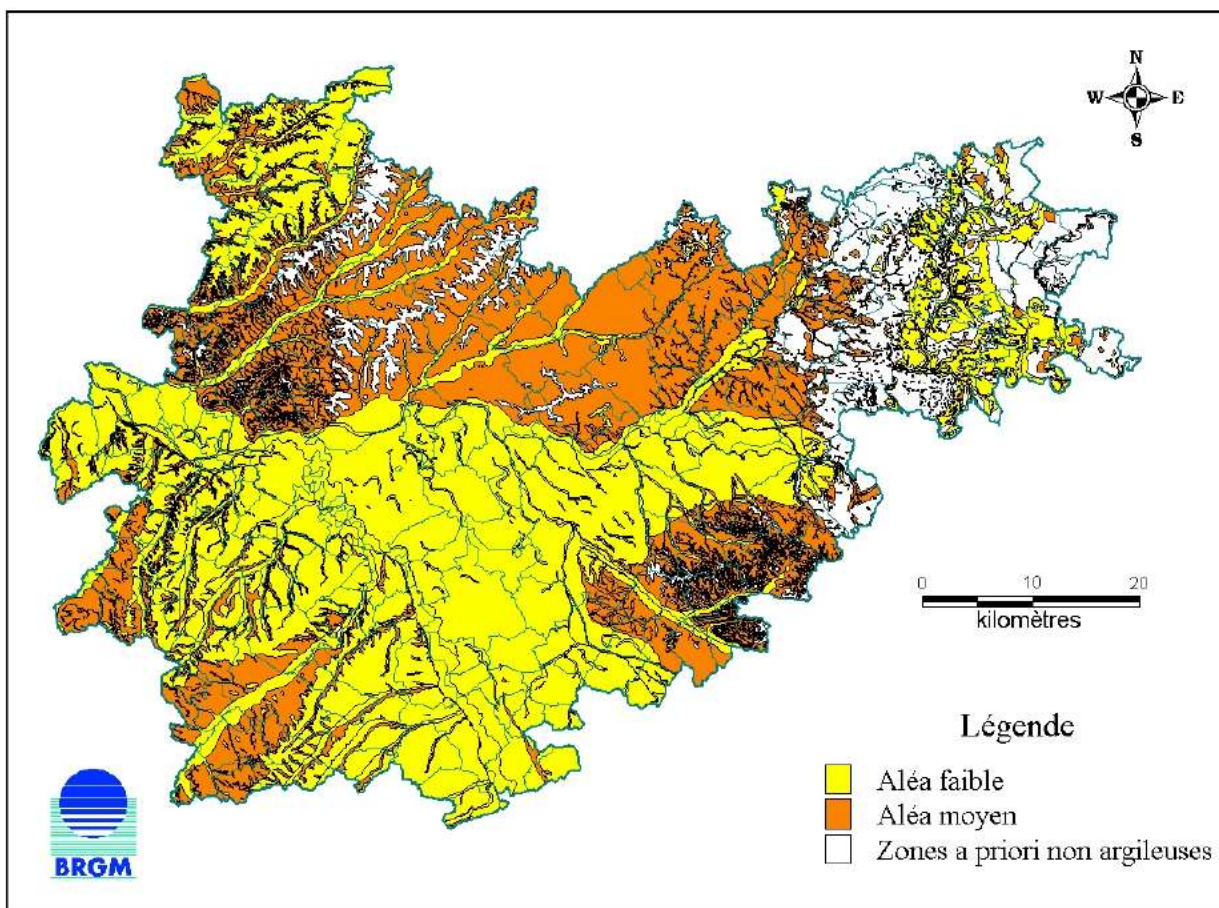 N
W E
S
0 10 20
kilomètres
Légende
Aléa faible
Aléa moyen
Zones a priori non argileuses
BRGM